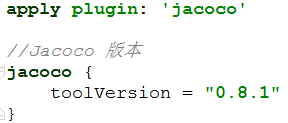 apply plugin: 'jacoco'
//Jacoco 版本
jacoco {
    toolVersion = "0.8.1"
}